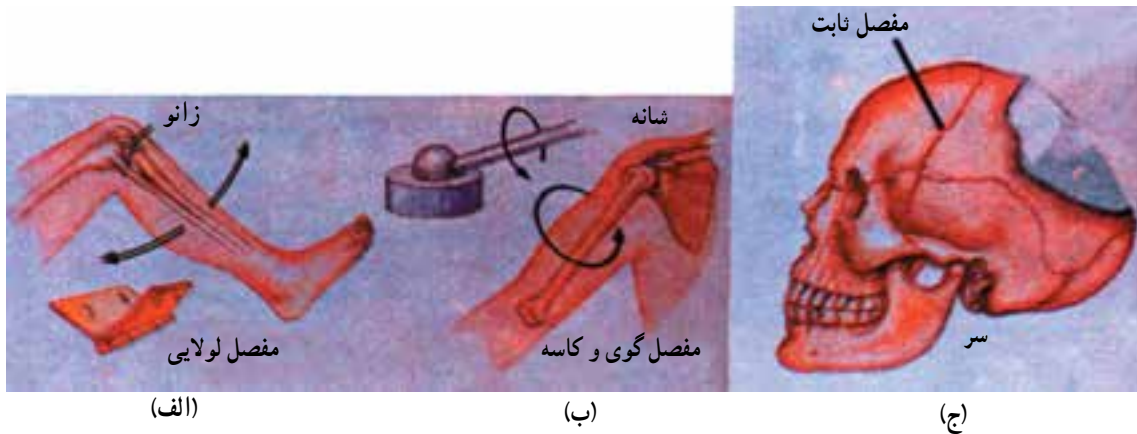 مفصل ثابت
شانه
زانو
سر
مفصل گوی و کاسه
مفصل لولایی
(ج)
(ب)
(الف)